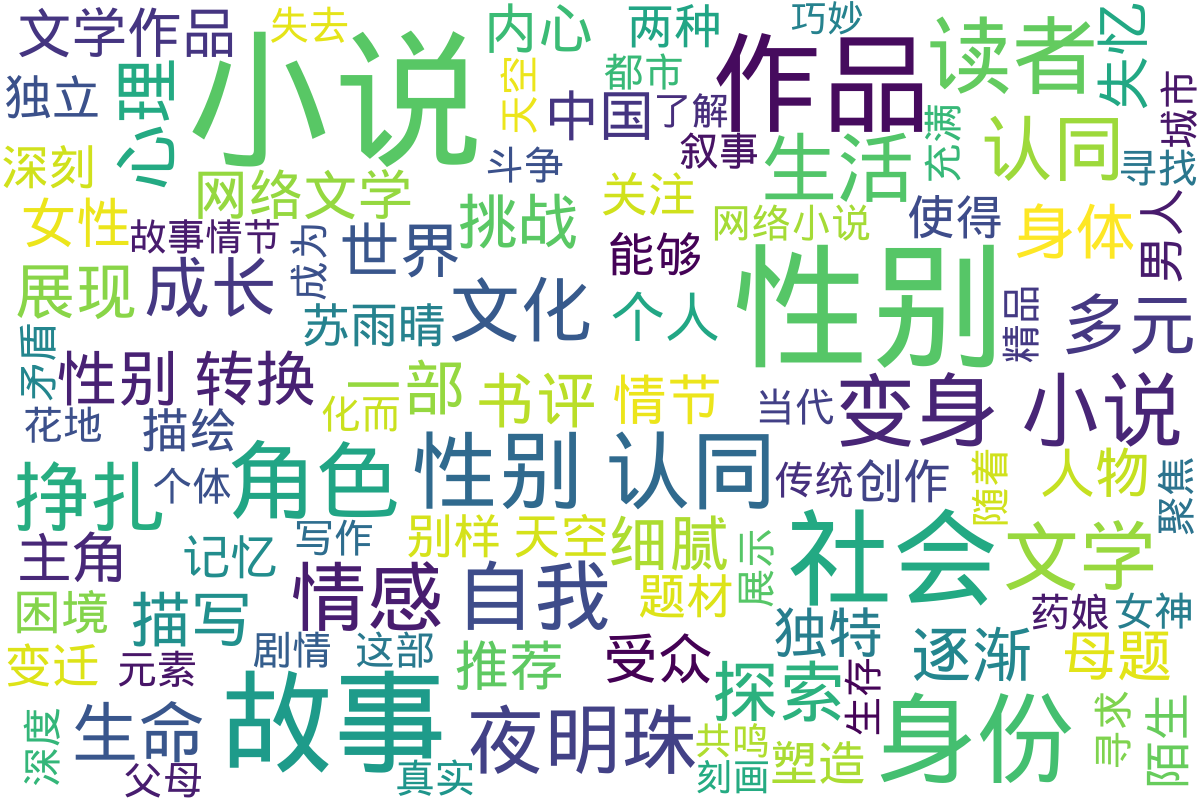 文学作品
失去
内心
两种
巧妙
作品
读者
失忆
小说
心理
独立
天空
都市
中国
了解
城市
叙事
充满
认同
寻找
深刻
网络文学
斗争
生活
关注
挑战
女性
故事情节
成为
世界
网络小说
使得
身体
男人
能够
展现
成长
文化
苏雨晴
个人
性别
精品
多元
矛盾
性别 转换
一部
化而
书评
情节
当代
变身 小说
花地
描绘
挣扎
个体
角色
性别 认同
传统
创作
随着
人物
聚焦
主角
记忆
写作
别样 天空
细腻
展示
社会
文学
情感
自我
题材
困境
描写
药娘
女神
独特
逐渐
母题
变迁
元素
剧情
这部
推荐
受众
探索
生存
身份
寻求
陌生
深度
生命
父母
故事
真实
夜明珠
共鸣
刻画
塑造